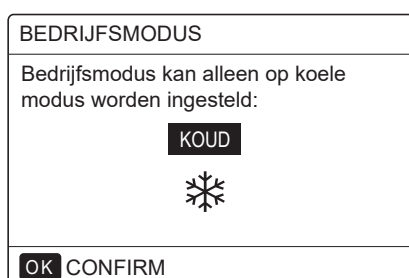 BEDRIJFSMODUS
Bedrijfsmodus kan alleen op koele
modus worden ingesteld:
KOUD
OK CONFIRM